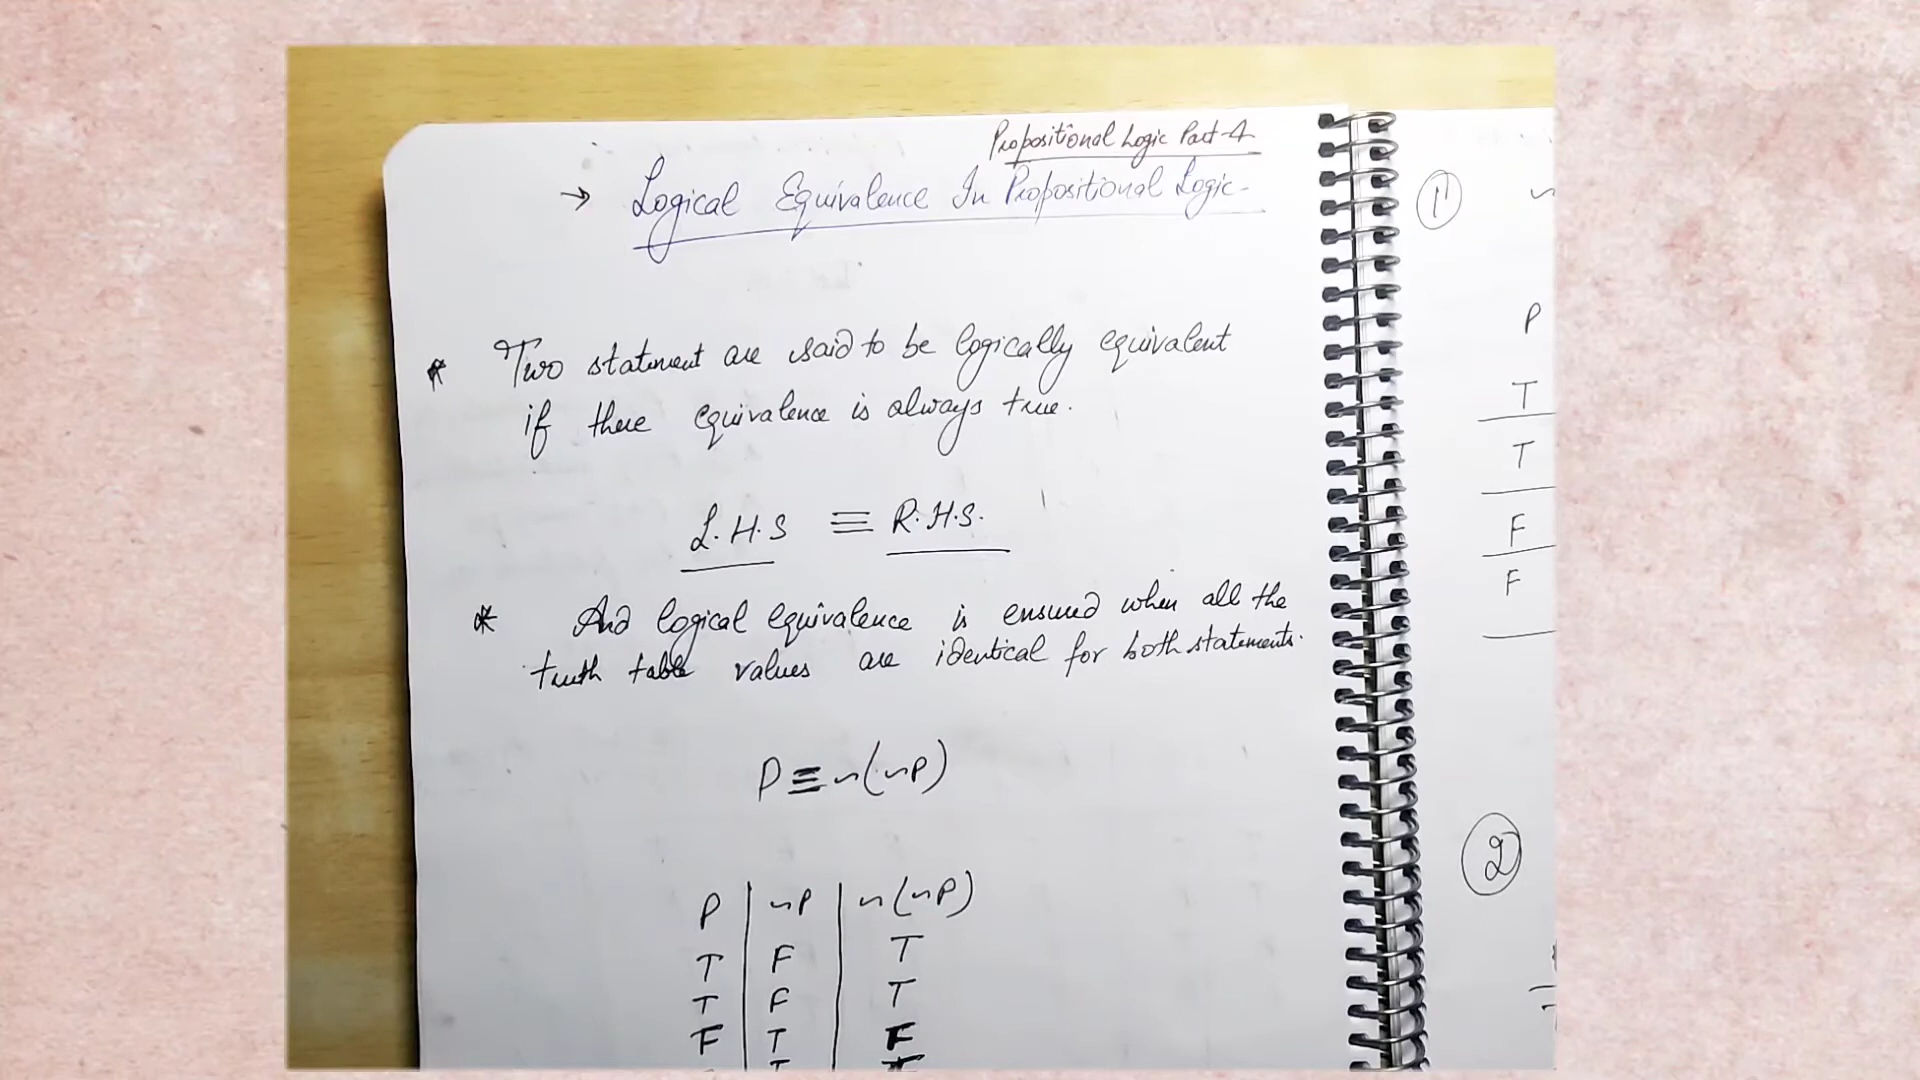 Propositional Logic Part-4
→ Logical Equivalence In Propositional Logic-
* Two statement are said to be logically equivalent
if there equivalence is always true.
L.H.S ≡ R.H.S.
* And logical equivalence is ensured when all the
truth table values are identical for both statements.
P ≡ ~(~P)
P | ~P | ~(~P)
T | F | T
T | F | T
F | T | F
① ~
P
T
T
F
F
②